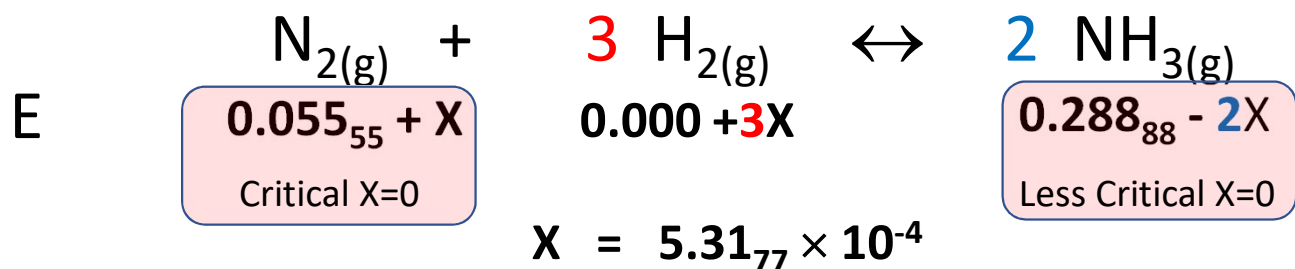 N₂(g) + 3 H₂(g) ↔ 2 NH₃(g)
E 0.055₅₅ + X 0.000 +3X 0.288₈₈ - 2X
Critical X=0 Less Critical X=0
X = 5.31₇₇ × 10⁻⁴